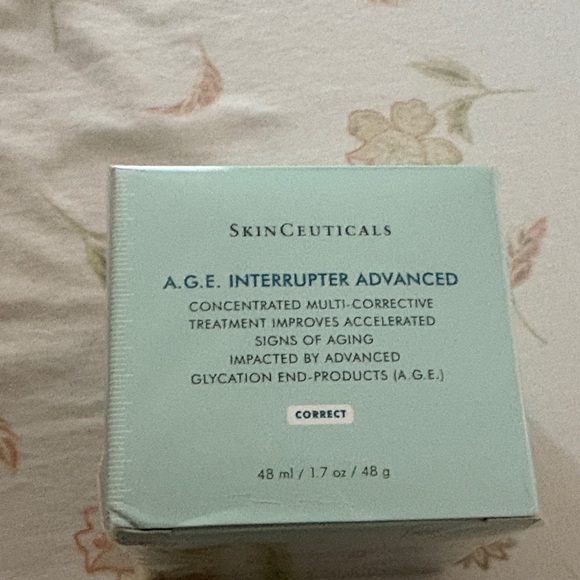 SKINCEUTICALS
A.G.E. INTERRUPTER ADVANCED
CONCENTRATED MULTI-CORRECTIVE
TREATMENT IMPROVES ACCELERATED
SIGNS OF AGING
IMPACTED BY ADVANCED
GLYCATION END-PRODUCTS (A.G.E.)
CORRECT
48 ml / 1.7 oz / 48 g